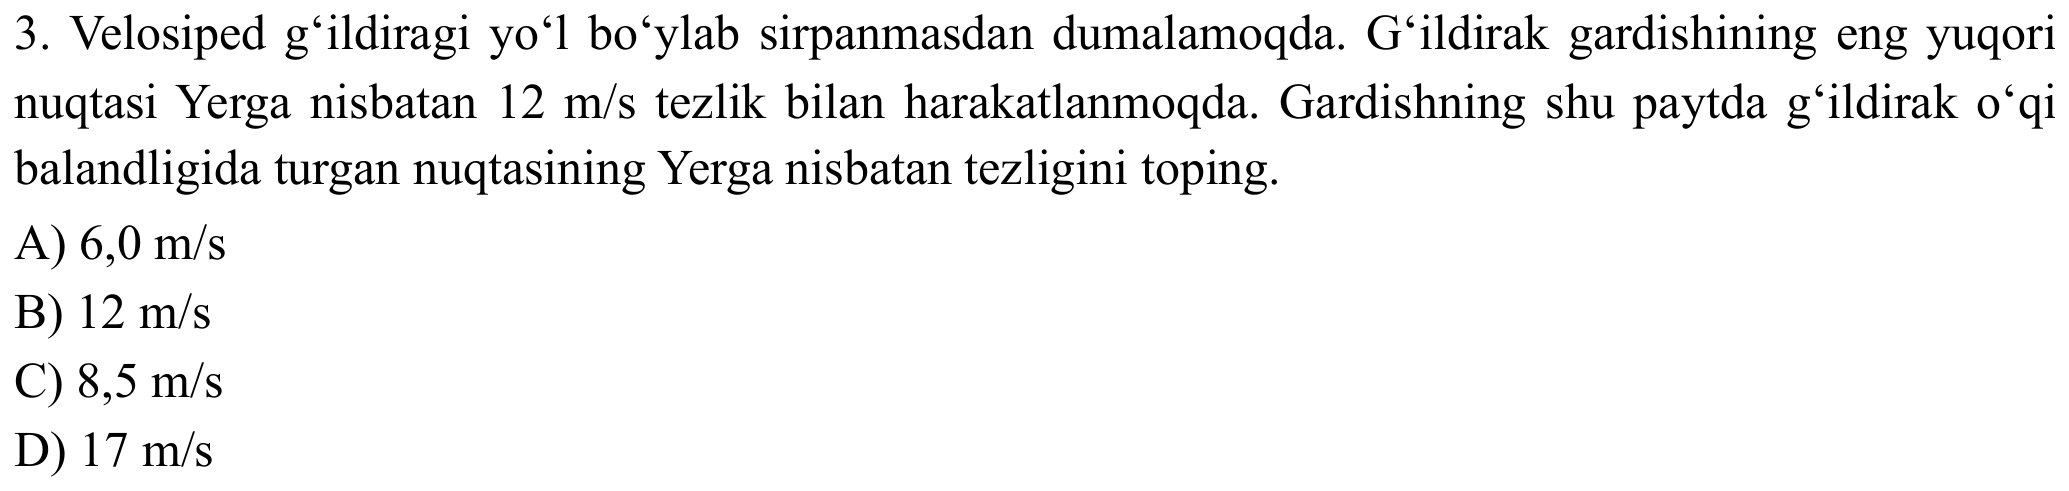 3. Velosiped g‘ildiragi yo‘l bo‘ylab sirpanmasdan dumalamoqda. G‘ildirak gardishining eng yuqori
nuqtasi Yerga nisbatan 12 m/s tezlik bilan harakatlanmoqda. Gardishning shu paytda g‘ildirak o‘qi
balandligida turgan nuqtasining Yerga nisbatan tezligini toping.
A) 6,0 m/s
B) 12 m/s
C) 8,5 m/s
D) 17 m/s